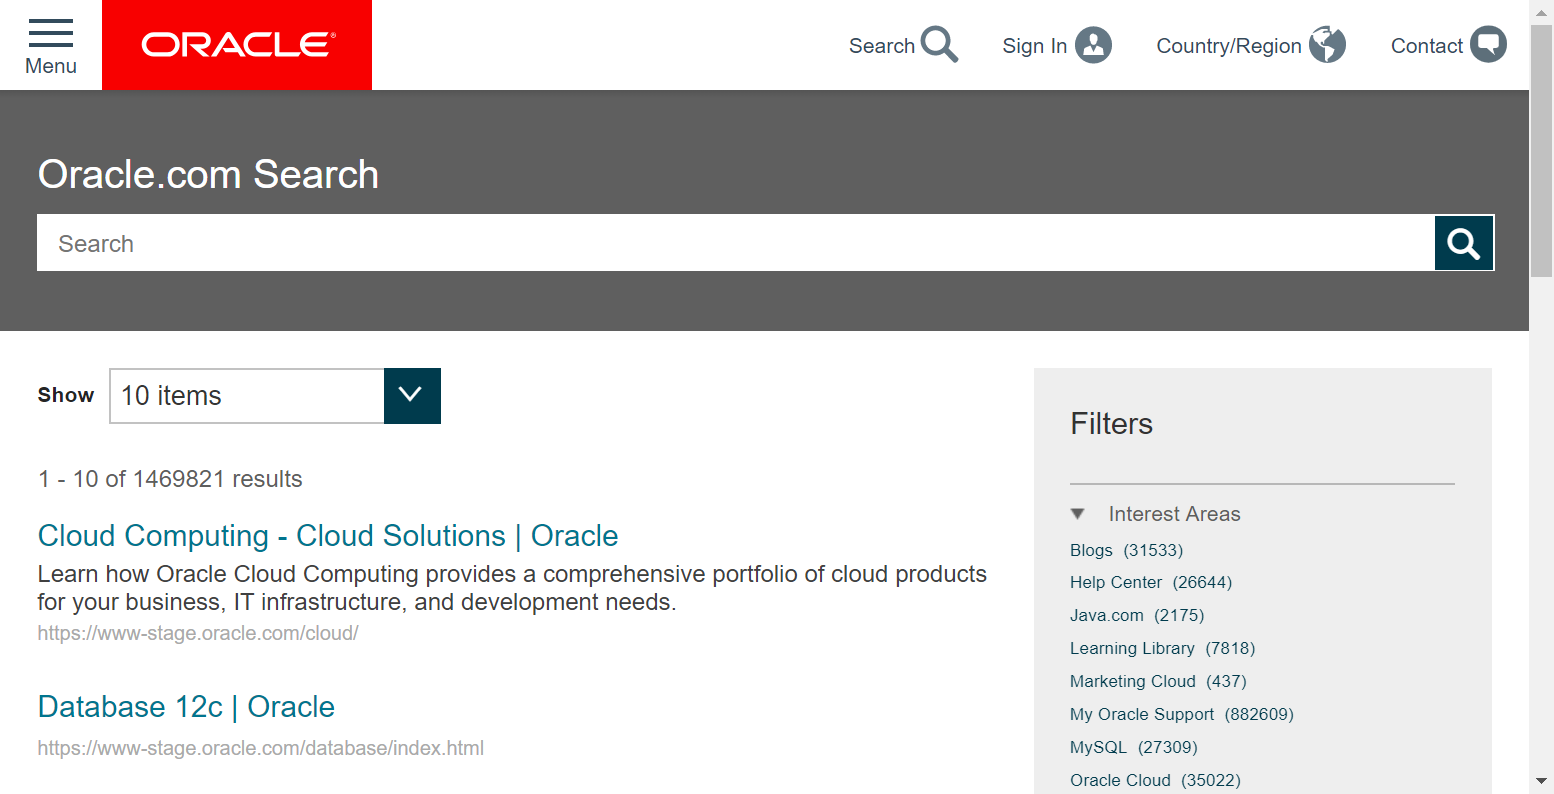 Menu
ORACLE®
Search
Sign In
Country/Region
Contact
Oracle.com Search
Search
Show
10 items
1 - 10 of 1469821 results
Cloud Computing - Cloud Solutions | Oracle
Learn how Oracle Cloud Computing provides a comprehensive portfolio of cloud products
for your business, IT infrastructure, and development needs.
https://www-stage.oracle.com/cloud/
Database 12c | Oracle
https://www-stage.oracle.com/database/index.html
Filters
Interest Areas
Blogs (31533)
Help Center (26644)
Java.com (2175)
Learning Library (7818)
Marketing Cloud (437)
My Oracle Support (882609)
MySQL (27309)
Oracle Cloud (35022)